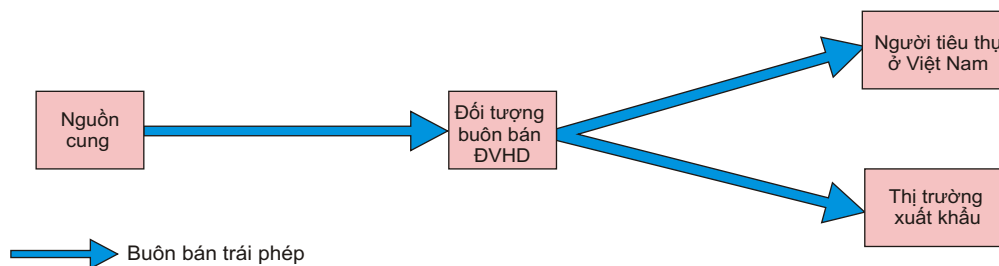 Nguồn
cung
Đối tượng
buôn bán
ĐVHD
Người tiêu thụ
ở Việt Nam
Thị trường
xuất khẩu
Buôn bán trái phép